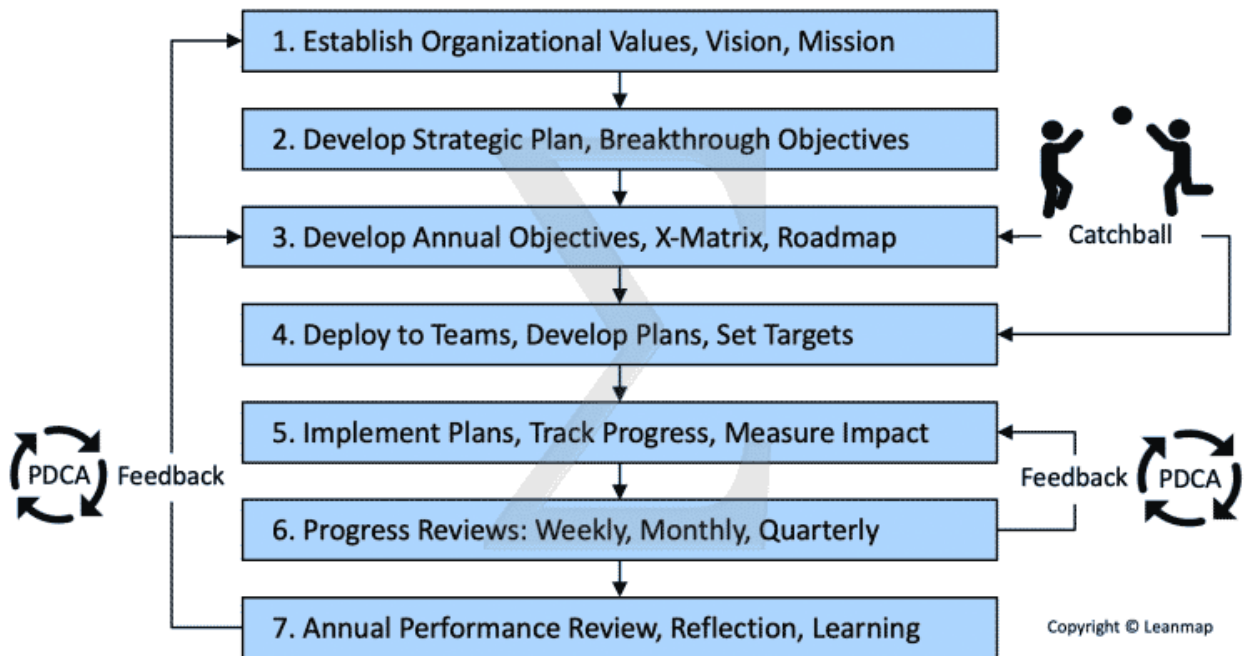 1. Establish Organizational Values, Vision, Mission
2. Develop Strategic Plan, Breakthrough Objectives
3. Develop Annual Objectives, X-Matrix, Roadmap
Catchball
4. Deploy to Teams, Develop Plans, Set Targets
5. Implement Plans, Track Progress, Measure Impact
PDCA
Feedback
Feedback
PDCA
6. Progress Reviews: Weekly, Monthly, Quarterly
7. Annual Performance Review, Reflection, Learning
Copyright © Leanmap